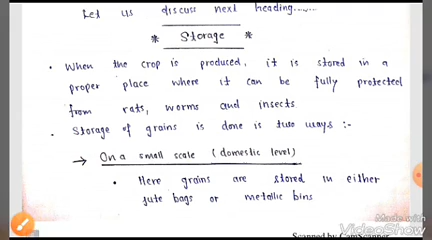 Let us discuss next heading......
* Storage *
• When the crop is produced, it is stored in a
proper place where it can be fully protected
from rats, worms and insects.
• Storage of grains is done is two ways :-
→ On a small scale (domestic level)
• Here grains are stored in either
jute bags or metallic bins
Scanned by CamScanner
Made with
VideoShow